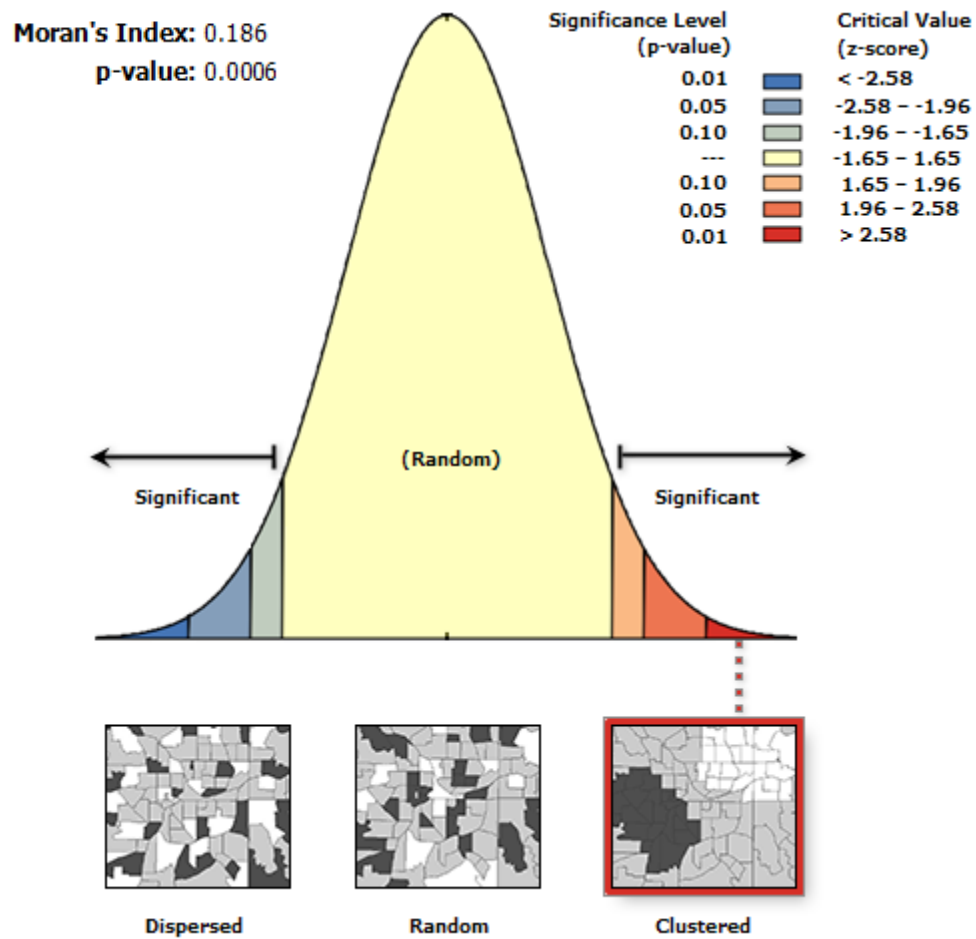 Moran's Index: 0.186
p-value: 0.0006
Significance Level
(p-value)
Critical Value
(z-score)
0.01 < -2.58
0.05 -2.58 – -1.96
0.10 -1.96 – -1.65
--- -1.65 – 1.65
0.10 1.65 – 1.96
0.05 1.96 – 2.58
0.01 > 2.58
(Random)
Significant
Significant
Dispersed
Random
Clustered